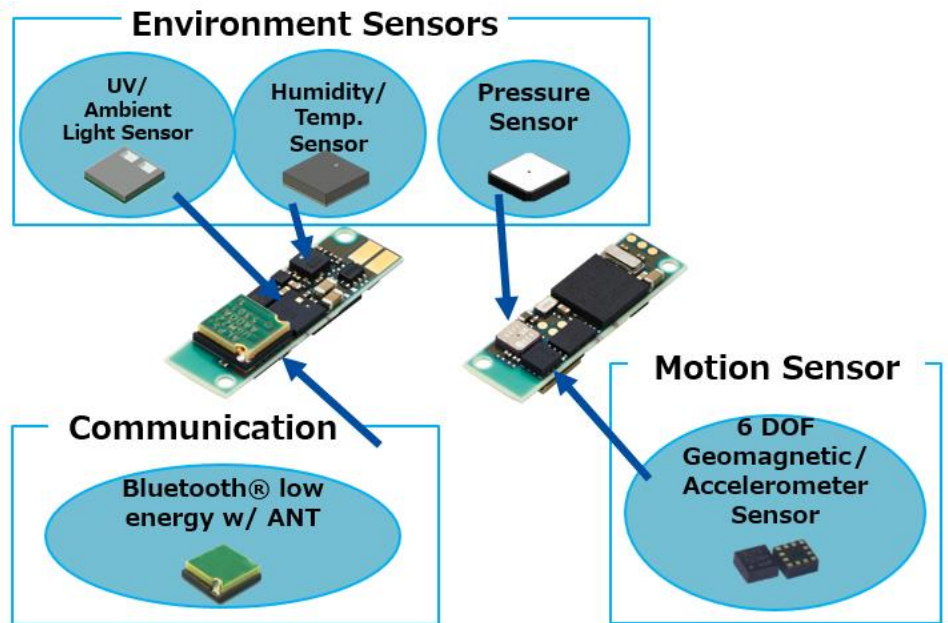 Environment Sensors
UV/
Ambient
Light Sensor
Humidity/
Temp.
Sensor
Pressure
Sensor
ALPS
Motion Sensor
6 DOF
Geomagnetic/
Accelerometer
Sensor
Communication
Bluetooth® low
energy w/ ANT